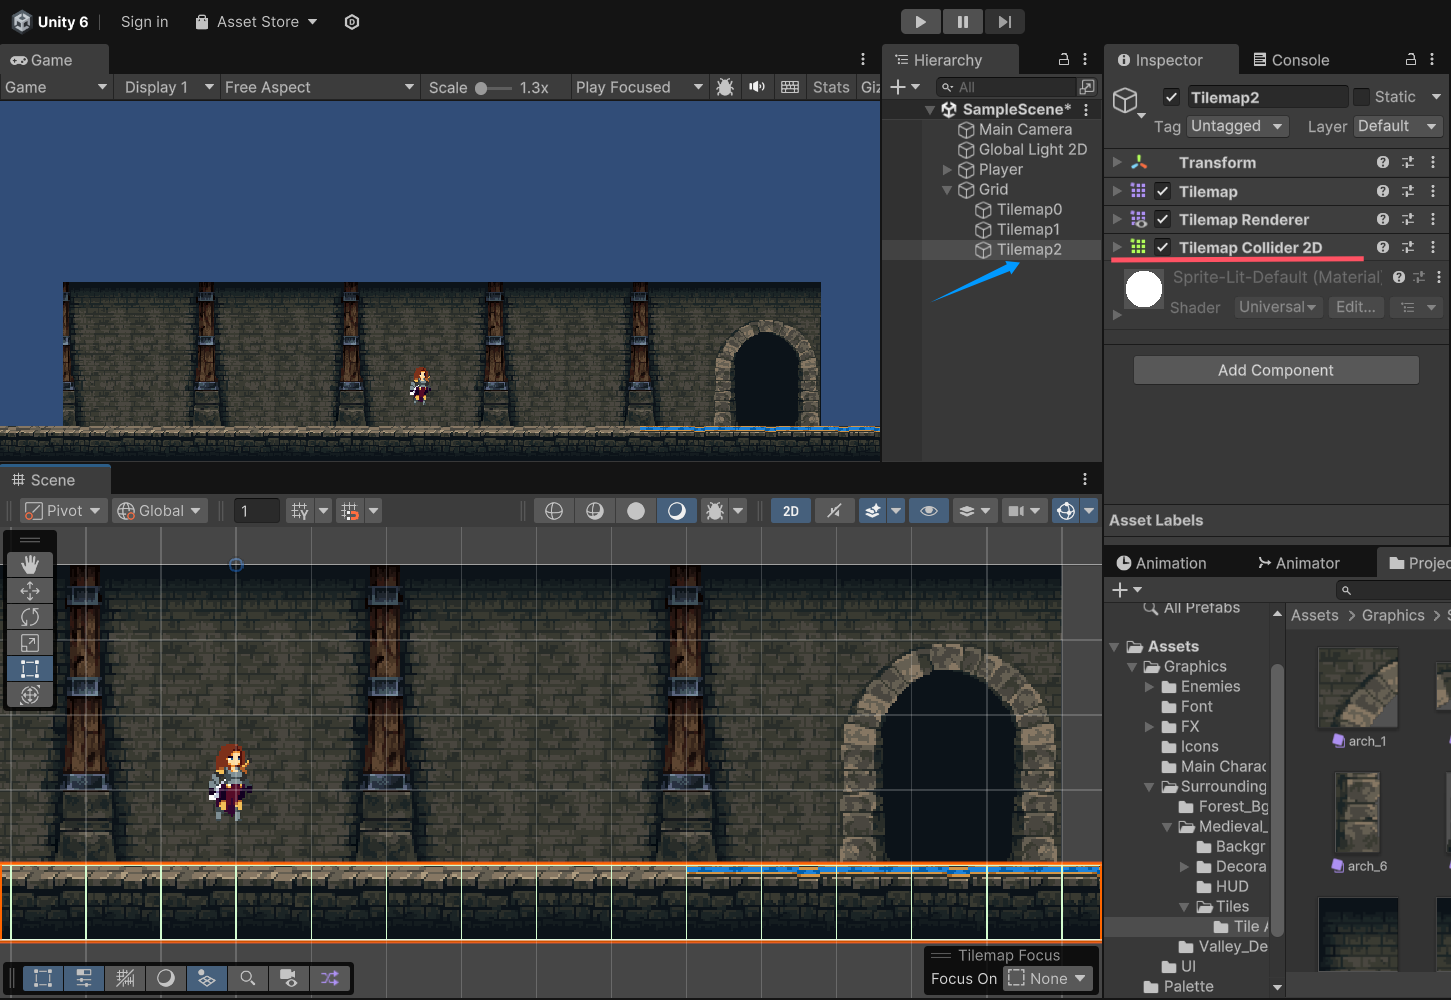 Unity 6 Sign in Asset Store
Game
Game Display 1 Free Aspect Scale 1.3x Play Focused Stats Giz
Hierarchy
All
SampleScene*
Main Camera
Global Light 2D
Player
Grid
Tilemap0
Tilemap1
Tilemap2
Inspector Console
Tilemap2 Static
Tag Untagged Layer Default
Transform
Tilemap
Tilemap Renderer
Tilemap Collider 2D
Sprite-Lit-Default (Material)
Shader Universal Edit...
Add Component
Asset Labels
Scene
Pivot Global 1 2D
Tilemap Focus
Focus On None
Animation Animator Projec
All Prefabs
Assets
Graphics
Enemies
Font
FX
Icons
Main Charac
Surrounding
Forest_Bg
Medieval_
Backgr
Decora
HUD
Tiles
Tile A
Valley_De
UI
Palette
Assets > Graphics > S
arch_1
arch_6